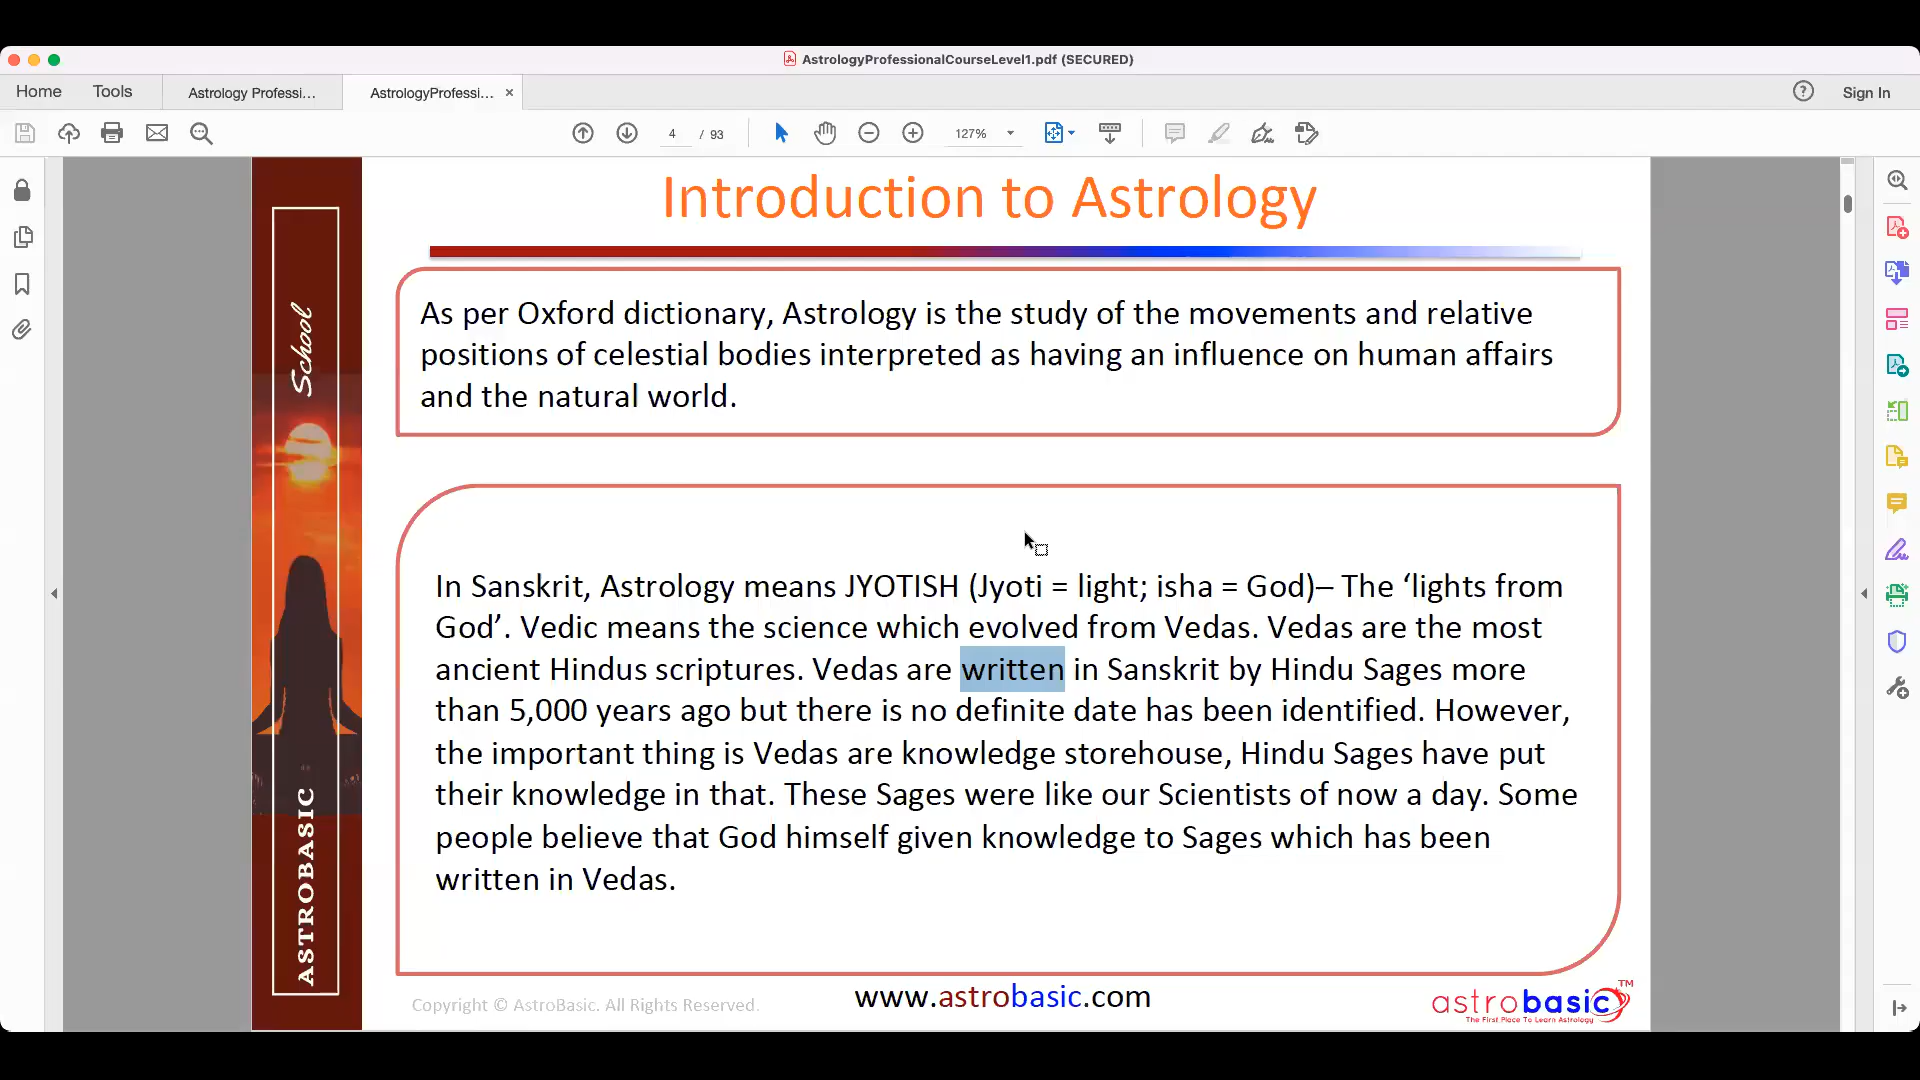 AstrologyProfessionalCourseLevel1.pdf (SECURED)
Home Tools Astrology Professi... AstrologyProfessi... × Sign In
4 / 93 127%
Introduction to Astrology
As per Oxford dictionary, Astrology is the study of the movements and relative
positions of celestial bodies interpreted as having an influence on human affairs
and the natural world.
In Sanskrit, Astrology means JYOTISH (Jyoti = light; isha = God)– The ‘lights from
God’. Vedic means the science which evolved from Vedas. Vedas are the most
ancient Hindus scriptures. Vedas are written in Sanskrit by Hindu Sages more
than 5,000 years ago but there is no definite date has been identified. However,
the important thing is Vedas are knowledge storehouse, Hindu Sages have put
their knowledge in that. These Sages were like our Scientists of now a day. Some
people believe that God himself given knowledge to Sages which has been
written in Vedas.
ASTROBASIC School
Copyright © AstroBasic. All Rights Reserved.
www.astrobasic.com
astrobasic TM
The First Place To Learn Astrology